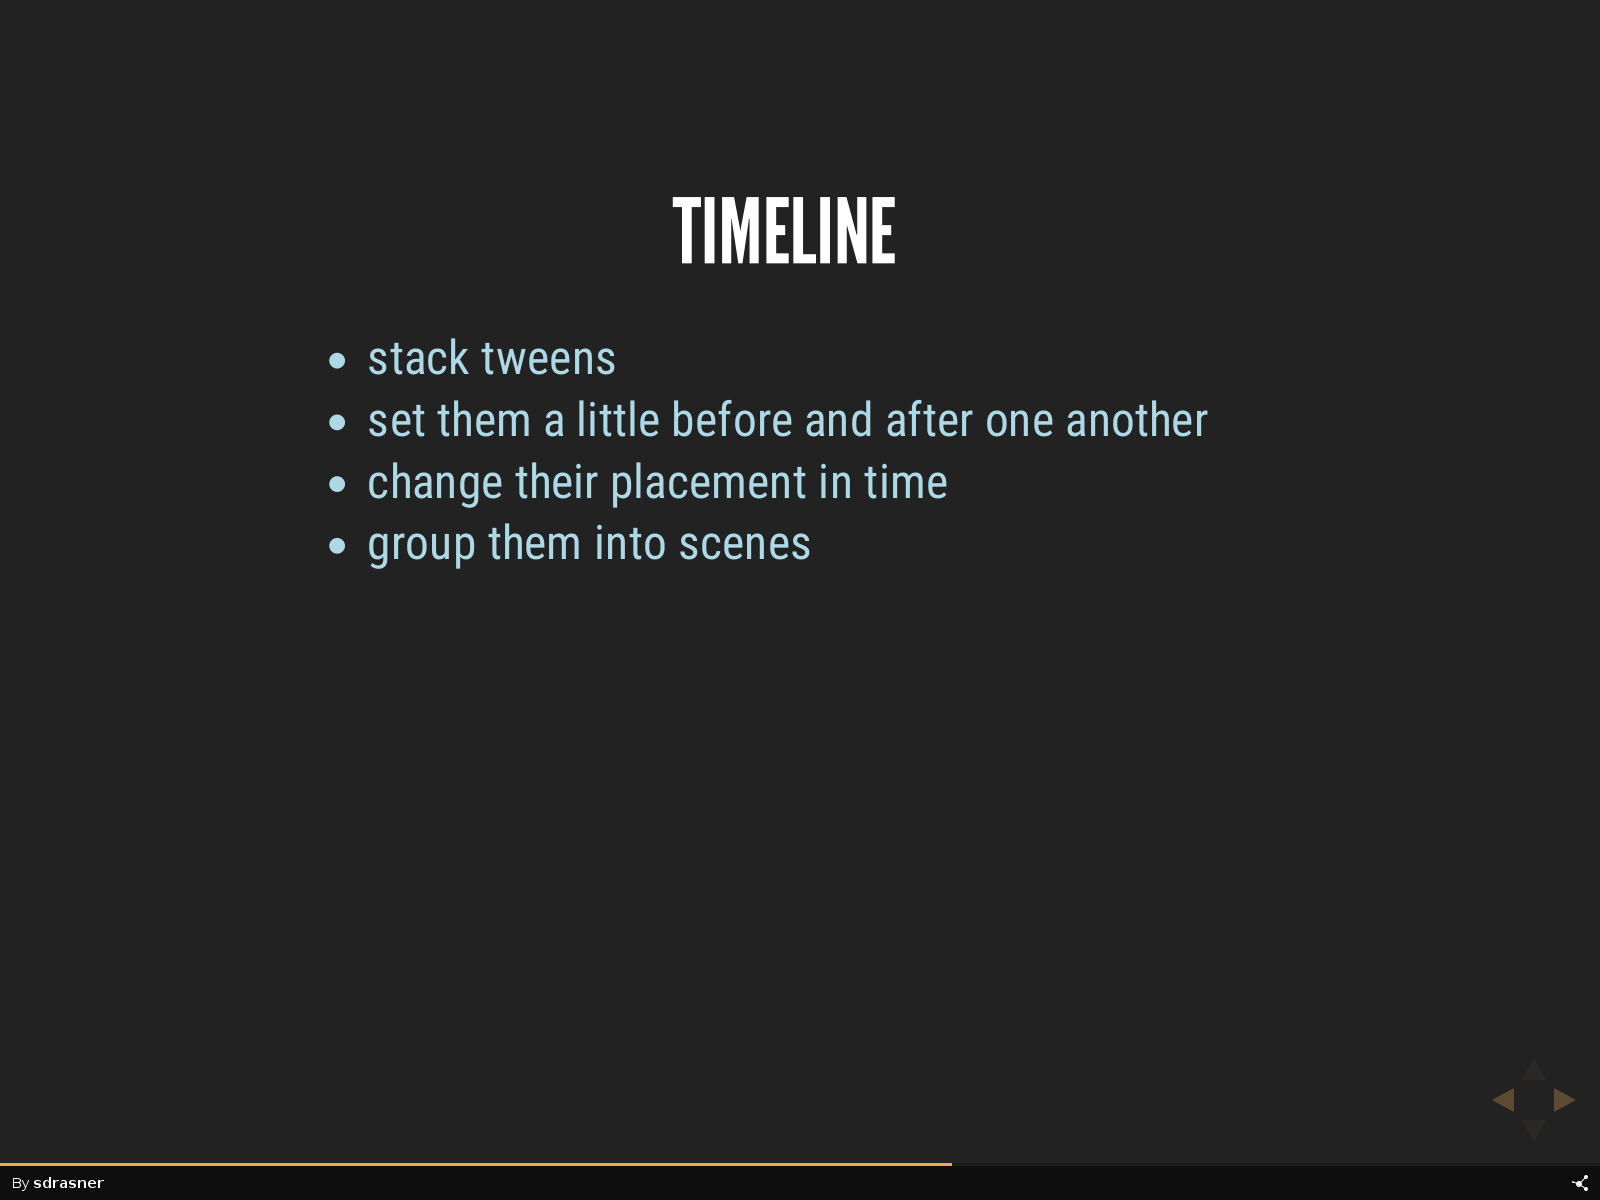 TIMELINE
stack tweens
set them a little before and after one another
change their placement in time
group them into scenes
By sdrasner